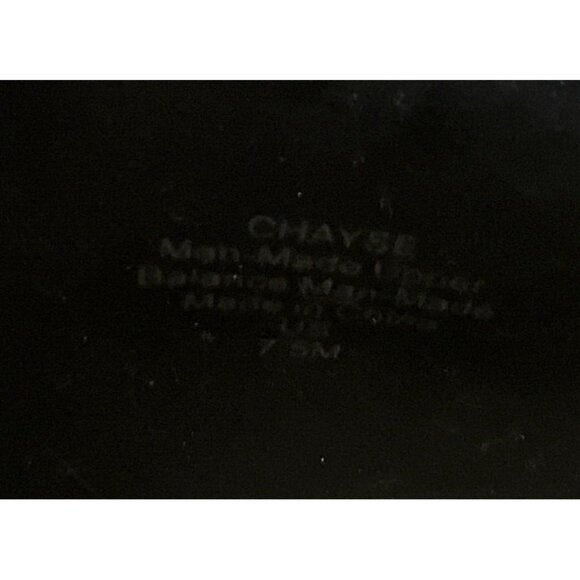 CHAYSE
Man-Made Upper
Balance Man-Made
Made in China
US
7.5M